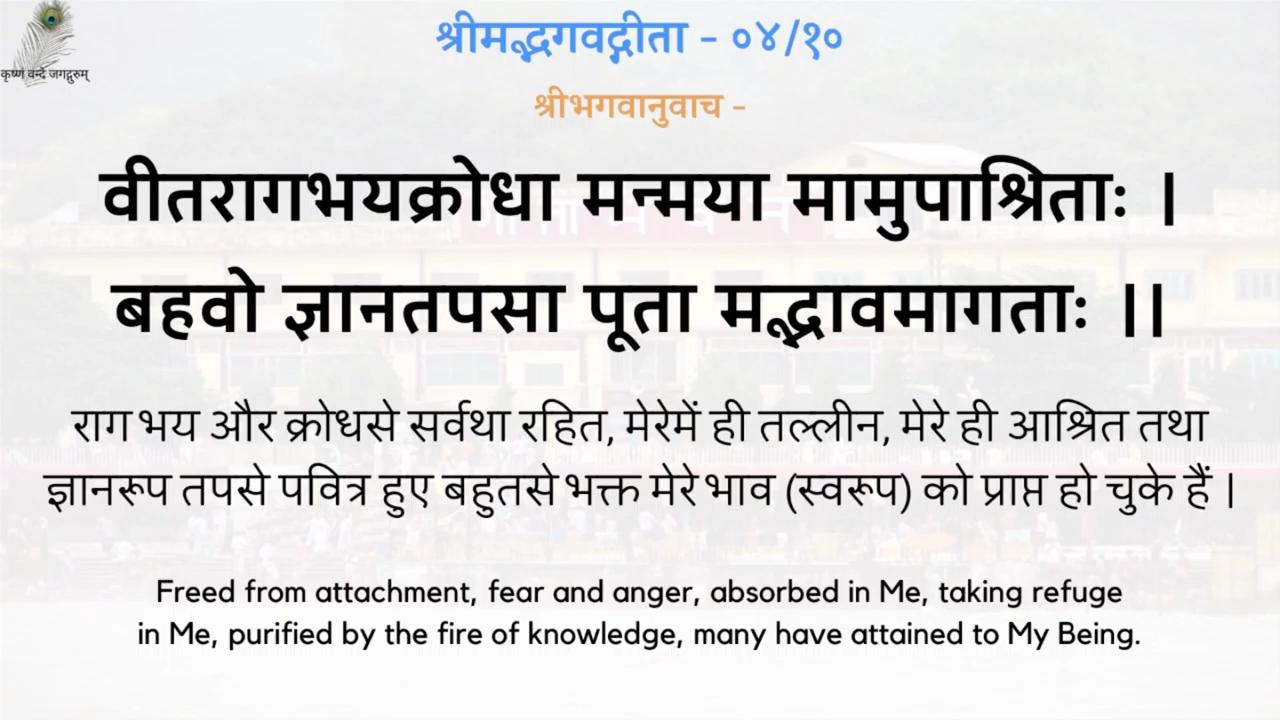 श्रीमद्भगवद्गीता - ०४/१०
कृष्णं वन्दे जगद्गुरुम्
श्रीभगवानुवाच -
वीतरागभयक्रोधा मन्मया मामुपाश्रिताः |
बहवो ज्ञानतपसा पूता मद्भावमागताः ||
राग भय और क्रोधसे सर्वथा रहित, मेरेमें ही तल्लीन, मेरे ही आश्रित तथा
ज्ञानरूप तपसे पवित्र हुए बहुतसे भक्त मेरे भाव (स्वरूप) को प्राप्त हो चुके हैं |
Freed from attachment, fear and anger, absorbed in Me, taking refuge
in Me, purified by the fire of knowledge, many have attained to My Being.